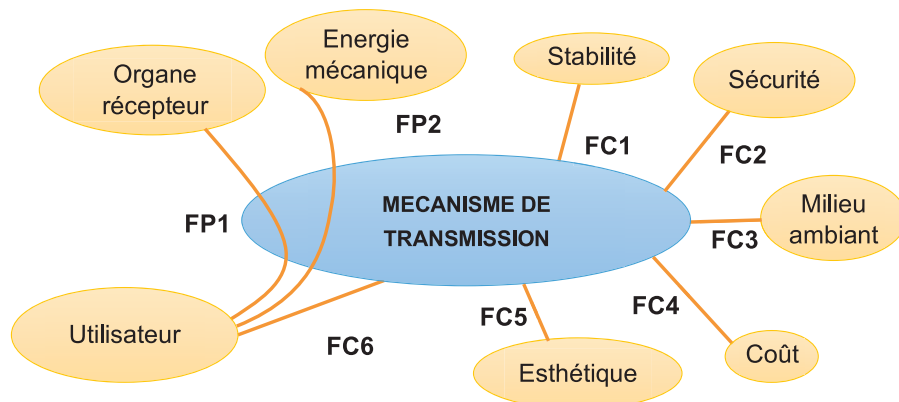 Energie
mécanique
Stabilité
Organe
récepteur
Sécurité
FP2
FC1
FC2
MECANISME DE
TRANSMISSION
FP1
Milieu
ambiant
FC3
FC4
Utilisateur
FC5
FC6
Coût
Esthétique